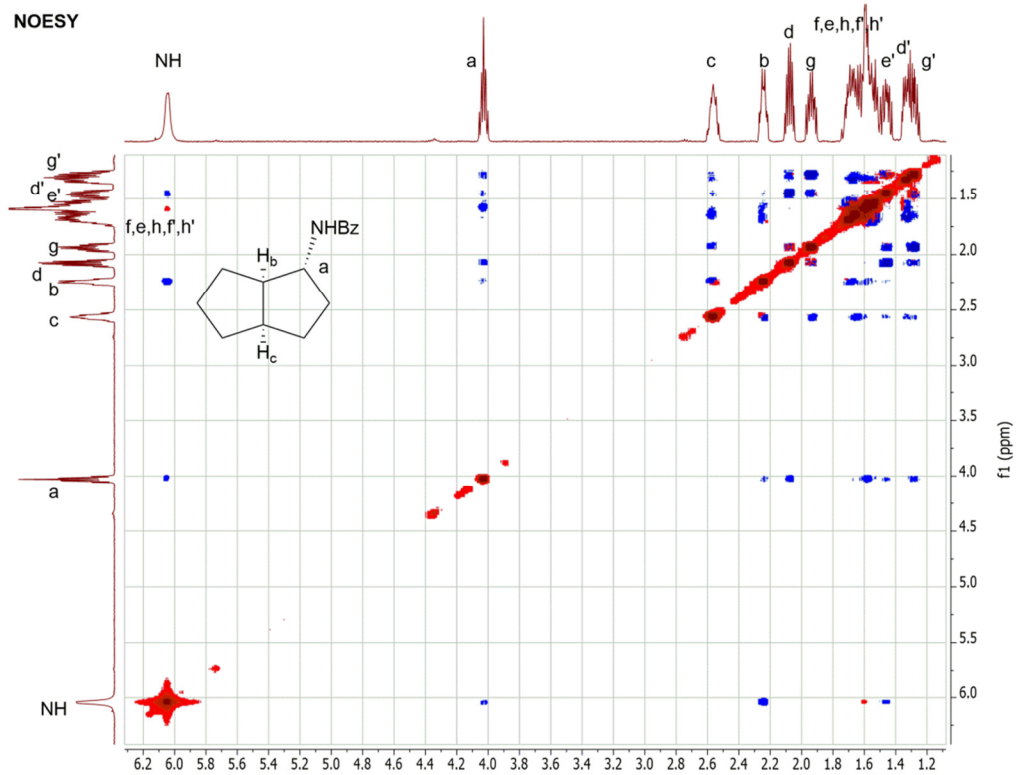 NOESY
NH
a
c
b
d
g
f,e,h,f',h'
e'
d'
g'
g'
d'
e'
f,e,h,f',h'
g
d
b
c
a
NH
NHBz
H_b
a
H_c
1.5
2.0
2.5
3.0
3.5
4.0
4.5
5.0
5.5
6.0
f1 (ppm)
6.2 6.0 5.8 5.6 5.4 5.2 5.0 4.8 4.6 4.4 4.2 4.0 3.8 3.6 3.4 3.2 3.0 2.8 2.6 2.4 2.2 2.0 1.8 1.6 1.4 1.2